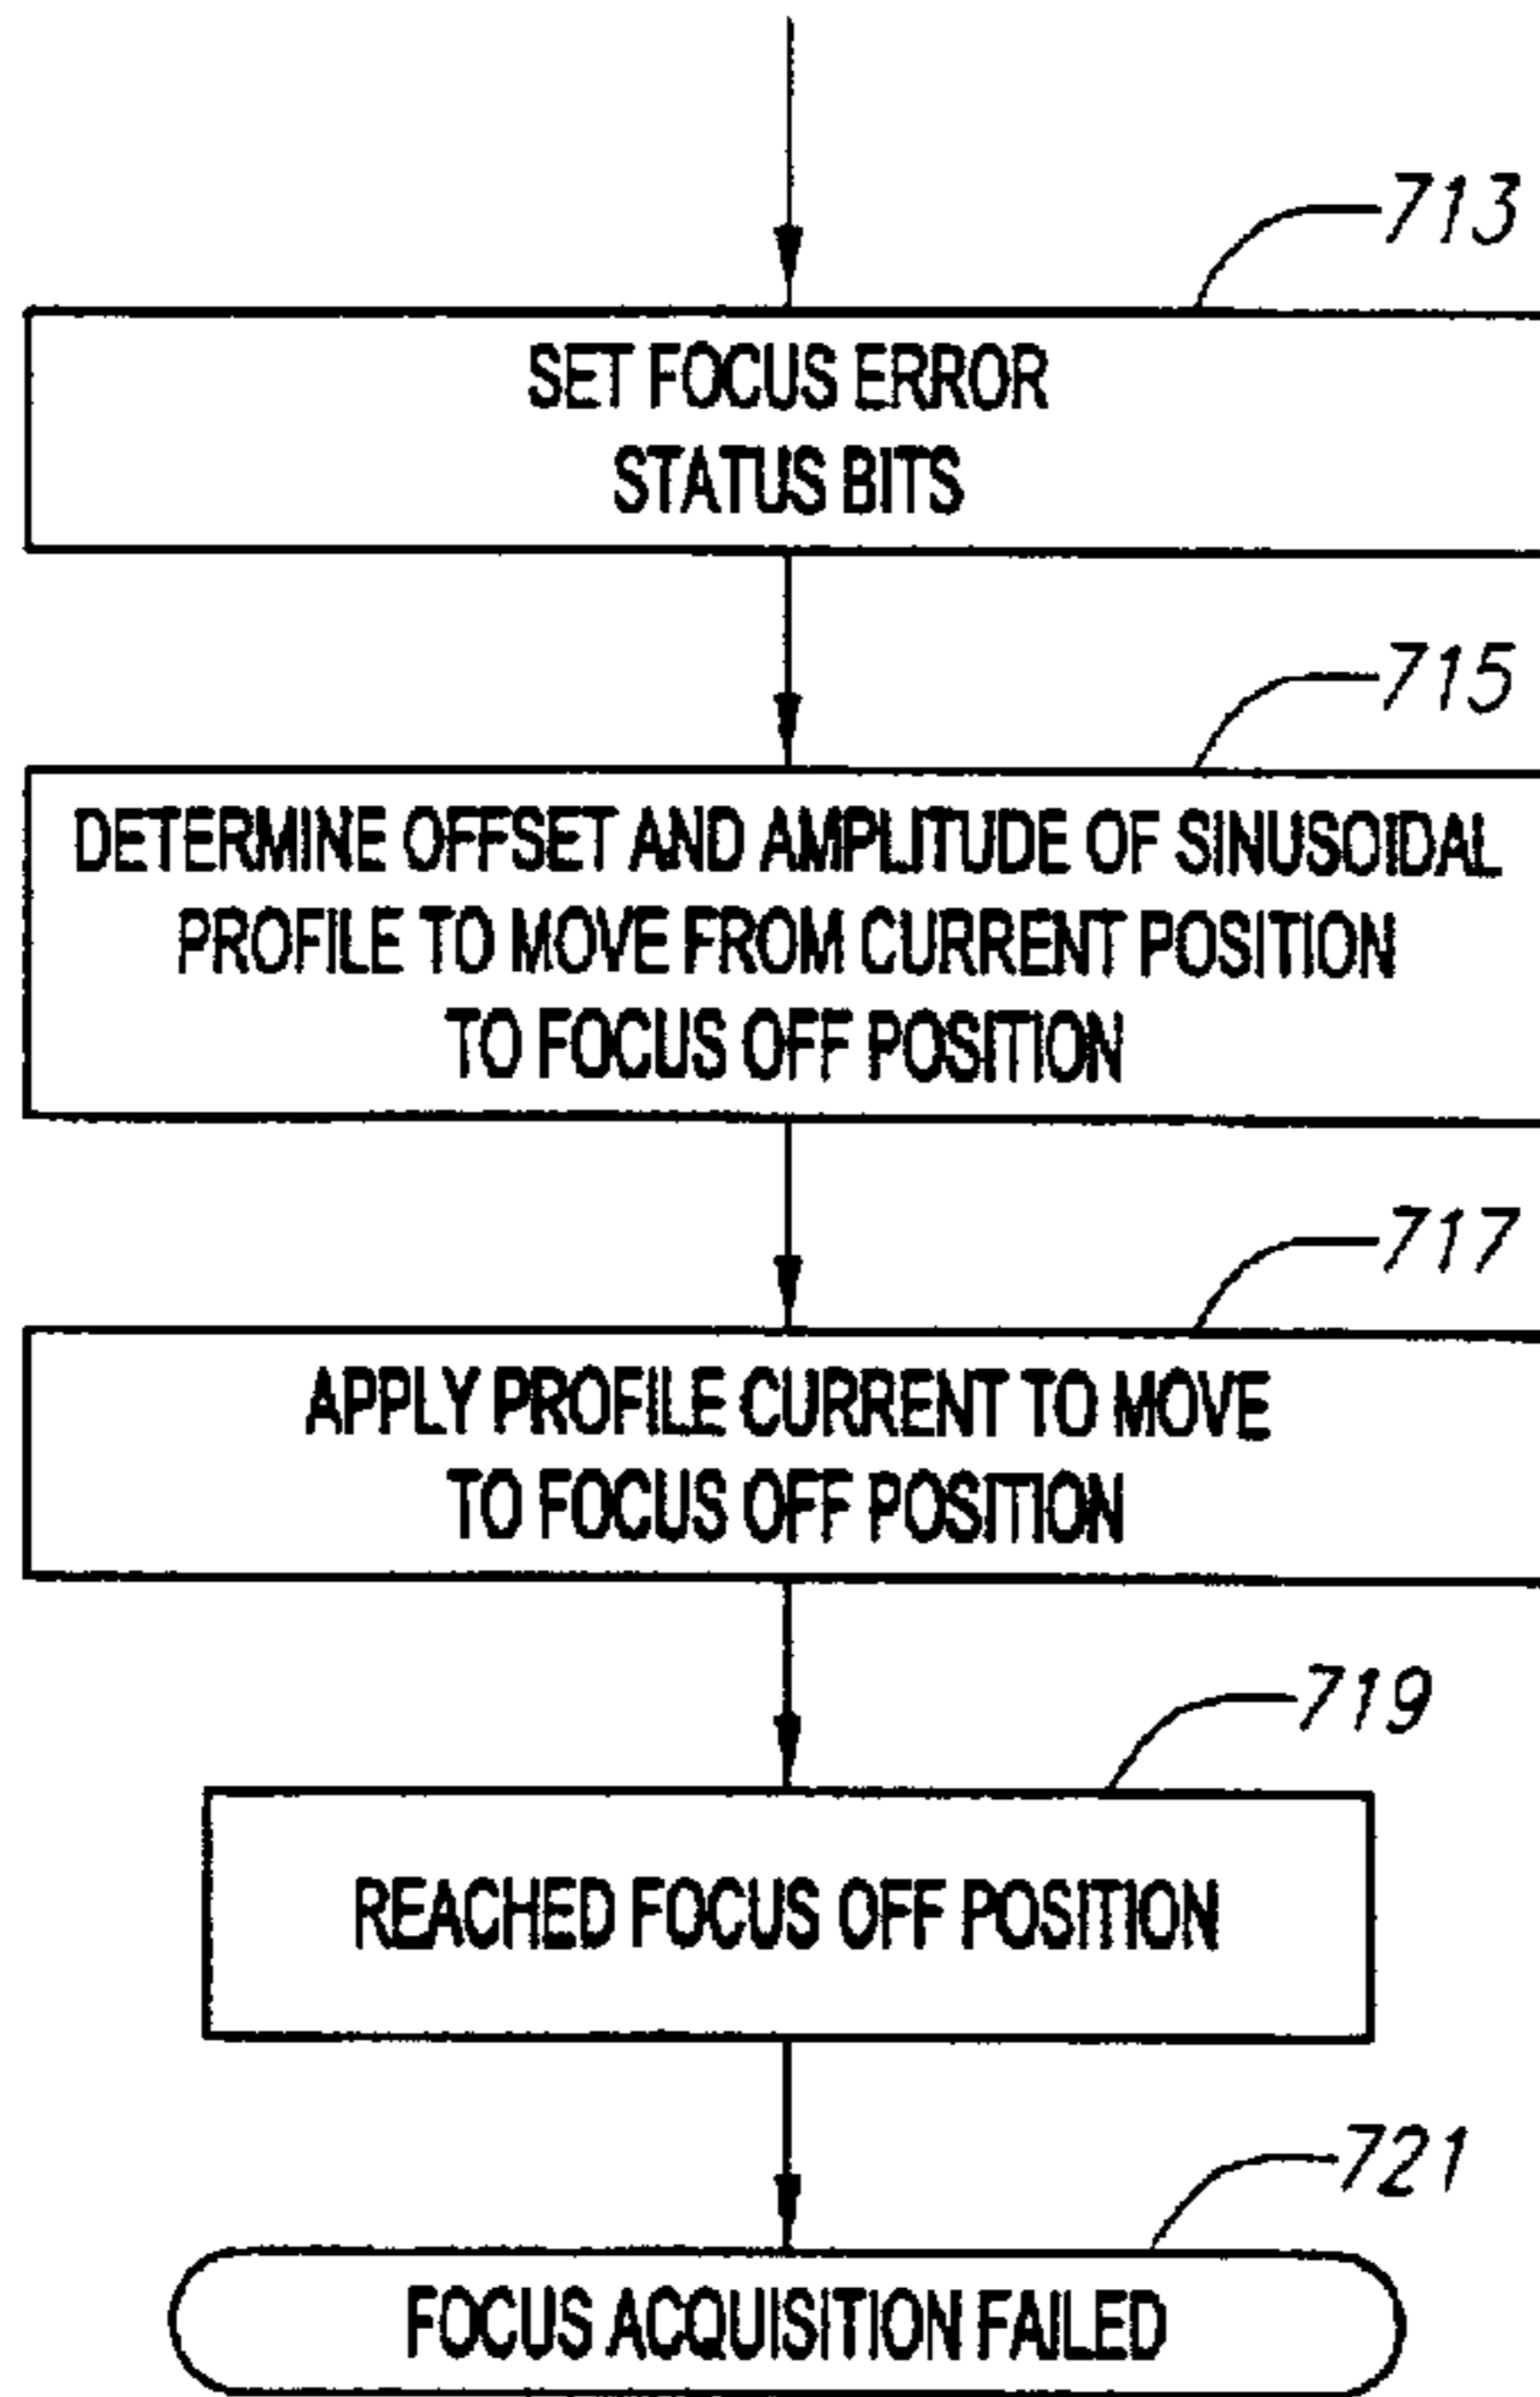 713
SET FOCUS ERROR
STATUS BITS
715
DETERMINE OFFSET AND AMPLITUDE OF SINUSOIDAL
PROFILE TO MOVE FROM CURRENT POSITION
TO FOCUS OFF POSITION
717
APPLY PROFILE CURRENT TO MOVE
TO FOCUS OFF POSITION
719
REACHED FOCUS OFF POSITION
721
FOCUS ACQUISITION FAILED